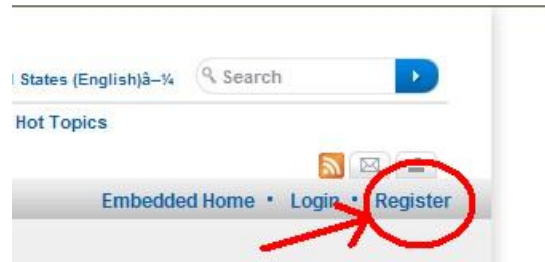 States (English)â–¼
Search
Hot Topics
Embedded Home • Login • Register